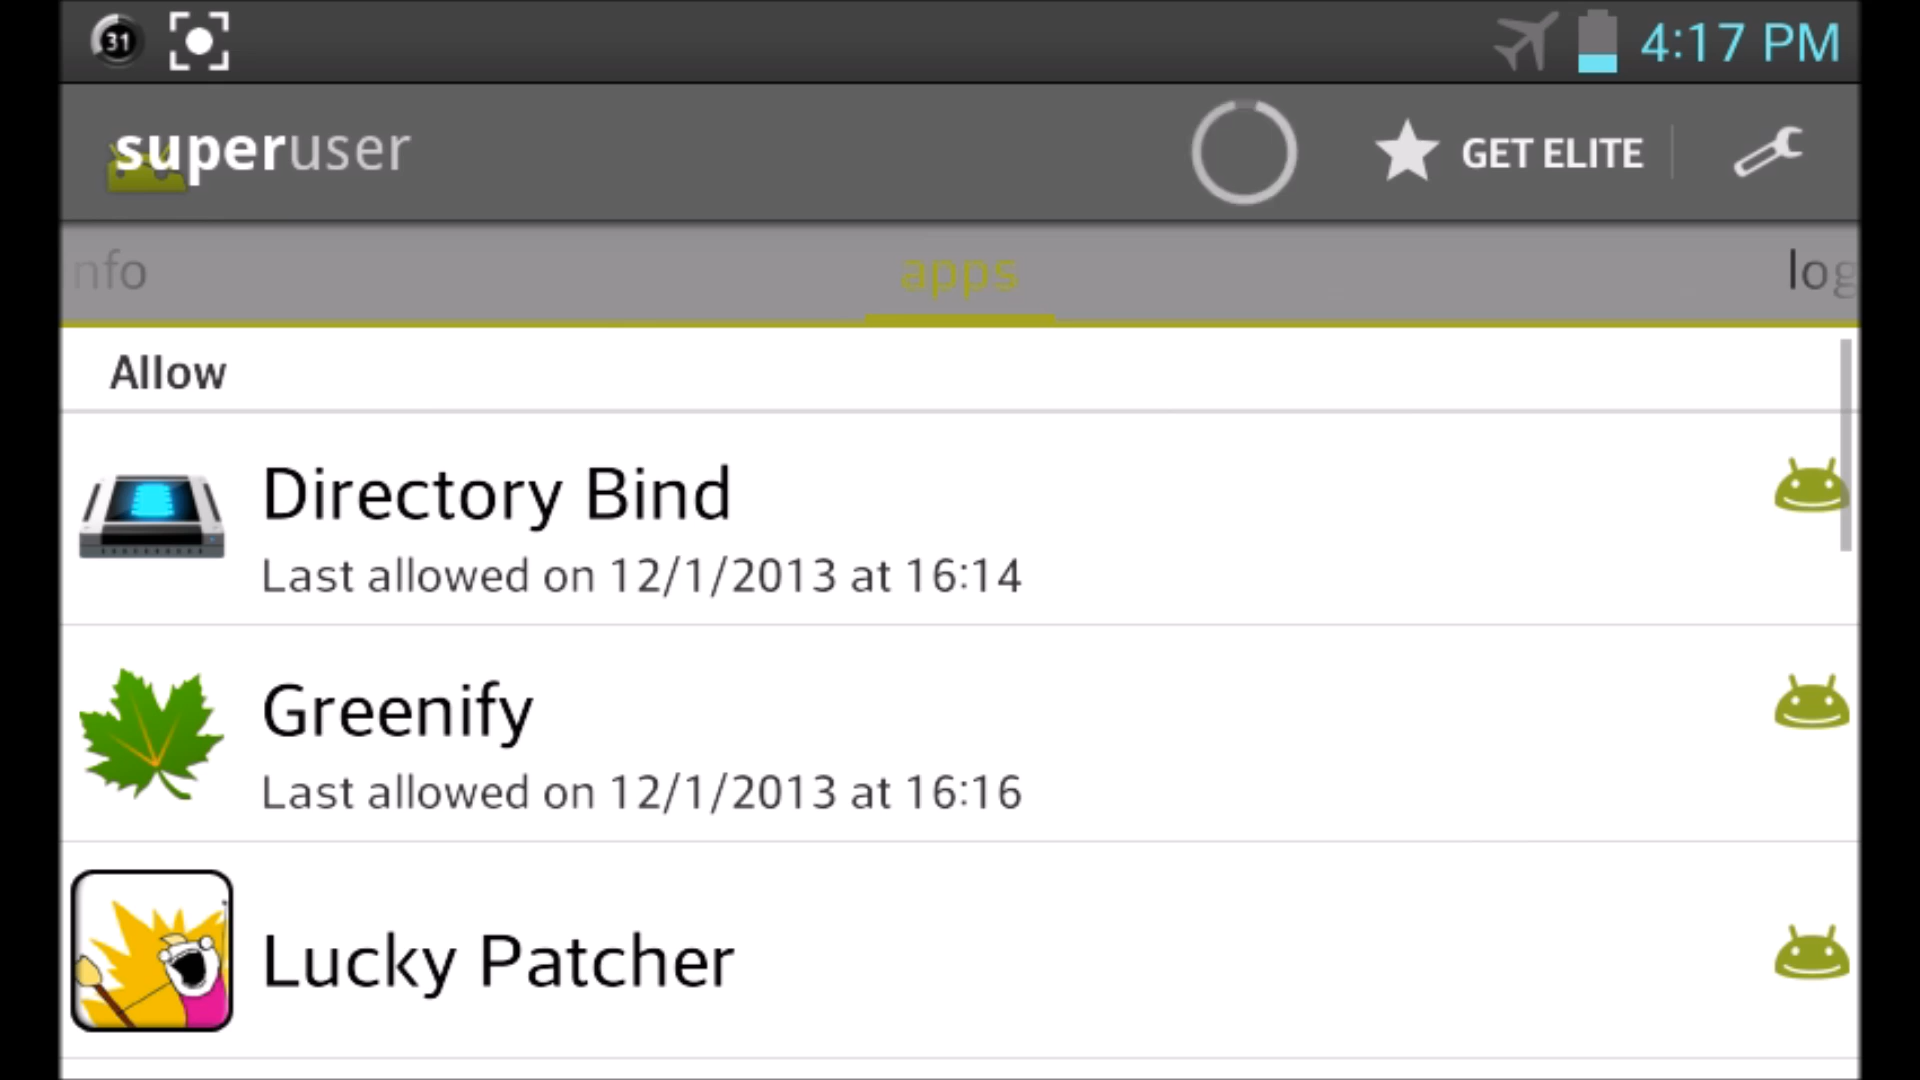 31
4:17 PM
superuser
GET ELITE
nfo
apps
log
Allow
Directory Bind
Last allowed on 12/1/2013 at 16:14
Greenify
Last allowed on 12/1/2013 at 16:16
Lucky Patcher